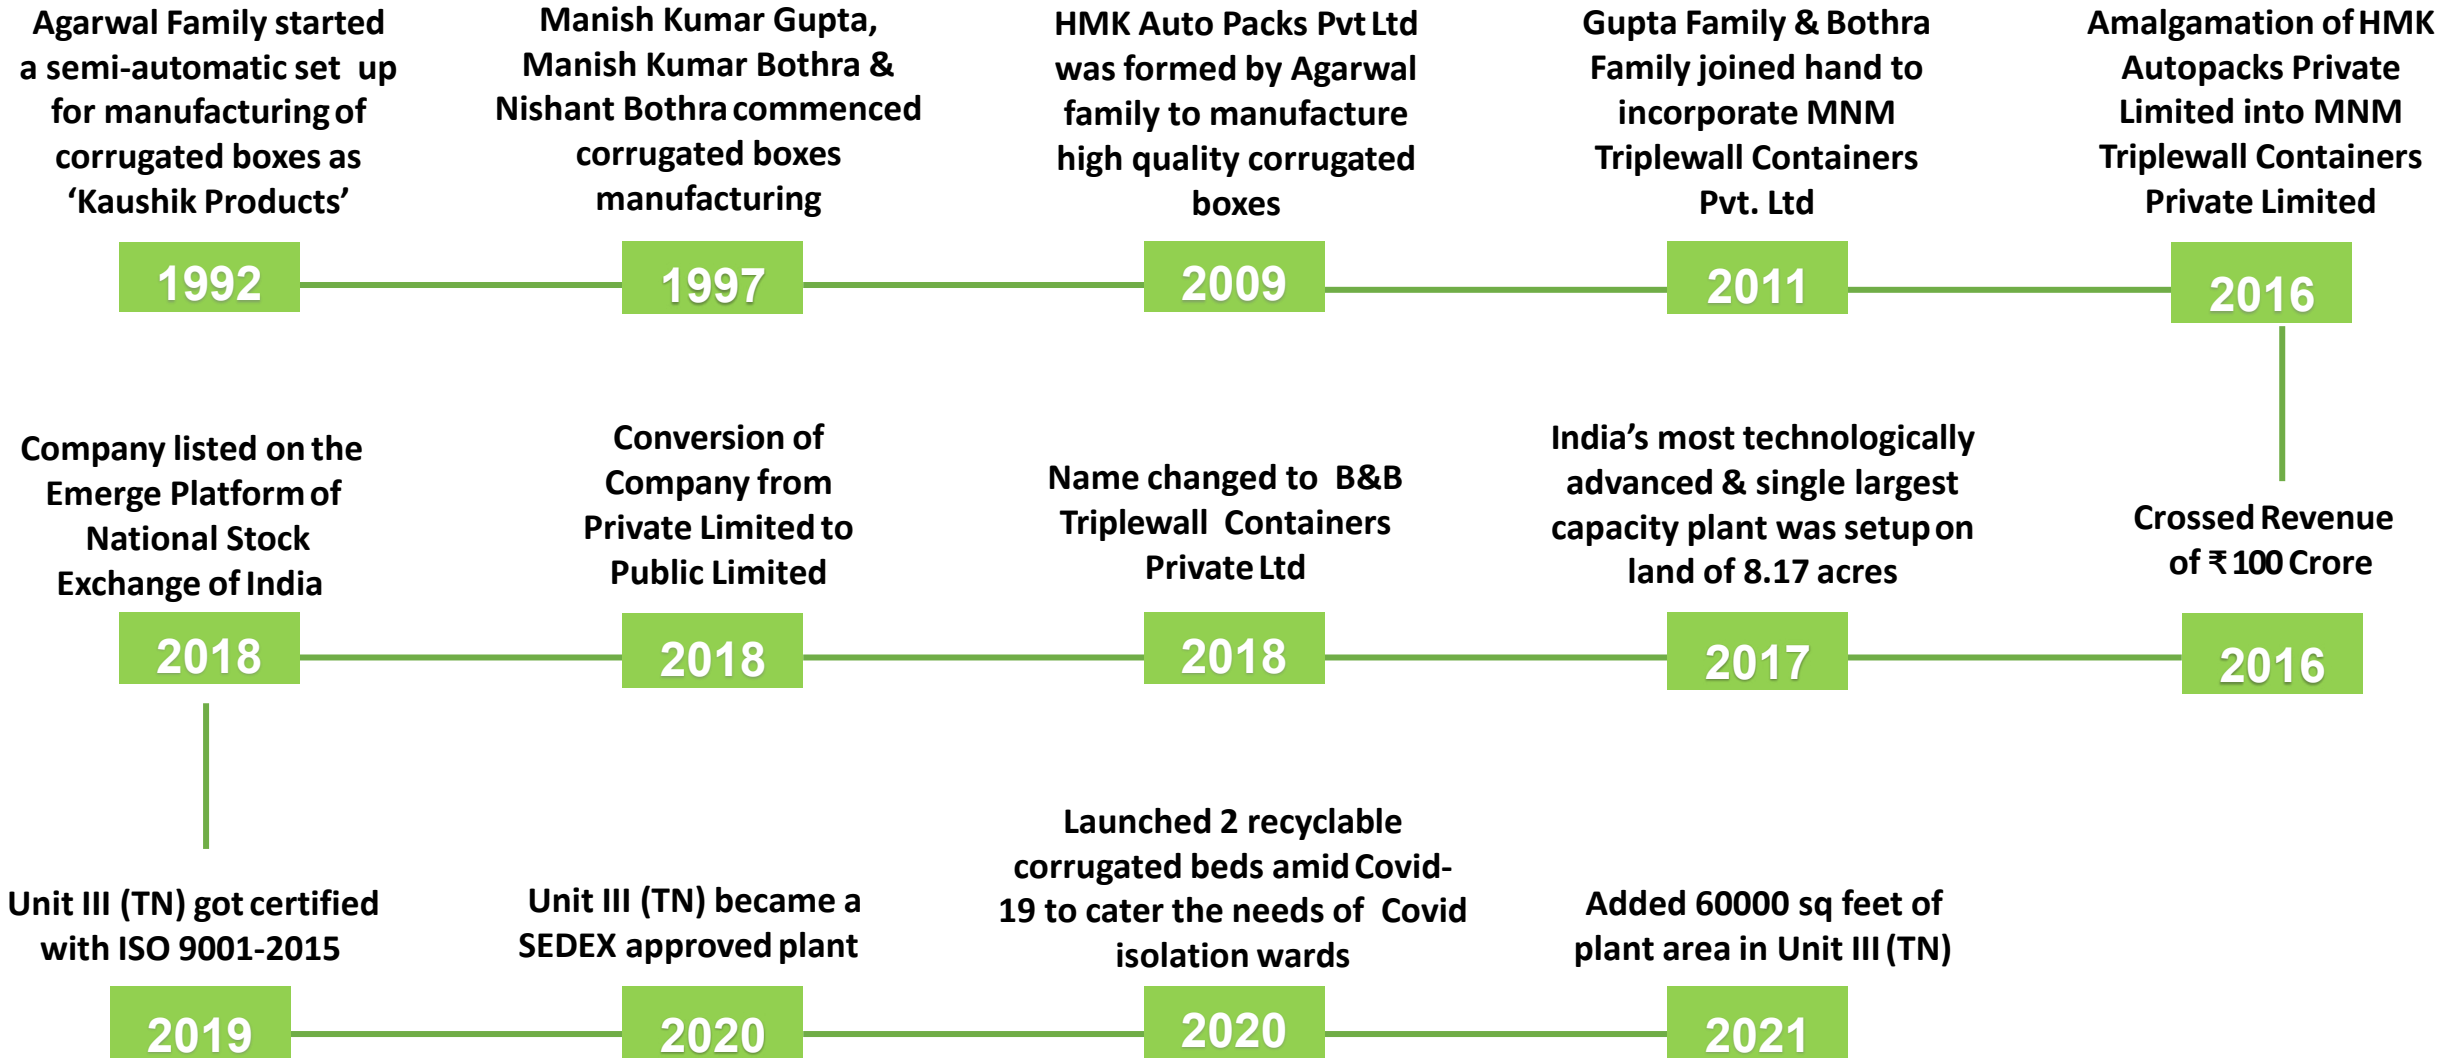 Agarwal Family started
a semi-automatic set up
for manufacturing of
corrugated boxes as
‘Kaushik Products’
1992
Manish Kumar Gupta,
Manish Kumar Bothra &
Nishant Bothra commenced
corrugated boxes
manufacturing
1997
HMK Auto Packs Pvt Ltd
was formed by Agarwal
family to manufacture
high quality corrugated
boxes
2009
Gupta Family & Bothra
Family joined hand to
incorporate MNM
Triplewall Containers
Pvt. Ltd
2011
Amalgamation of HMK
Autopacks Private
Limited into MNM
Triplewall Containers
Private Limited
2016
Crossed Revenue
of ₹ 100 Crore
2016
India’s most technologically
advanced & single largest
capacity plant was setup on
land of 8.17 acres
2017
Name changed to B&B
Triplewall Containers
Private Ltd
2018
Conversion of
Company from
Private Limited to
Public Limited
2018
Company listed on the
Emerge Platform of
National Stock
Exchange of India
2018
Unit III (TN) got certified
with ISO 9001-2015
2019
Unit III (TN) became a
SEDEX approved plant
2020
Launched 2 recyclable
corrugated beds amid Covid-
19 to cater the needs of Covid
isolation wards
2020
Added 60000 sq feet of
plant area in Unit III (TN)
2021